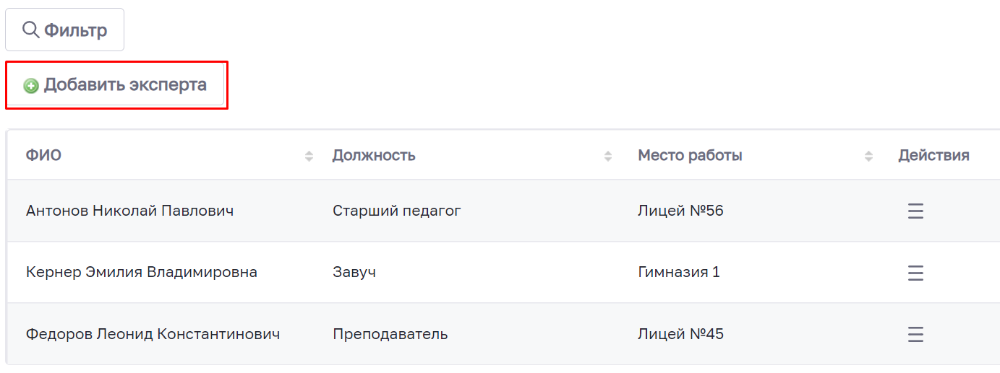 Фильтр
Добавить эксперта
ФИО Должность Место работы Действия
Антонов Николай Павлович Старший педагог Лицей №56
Кернер Эмилия Владимировна Завуч Гимназия 1
Федоров Леонид Константинович Преподаватель Лицей №45